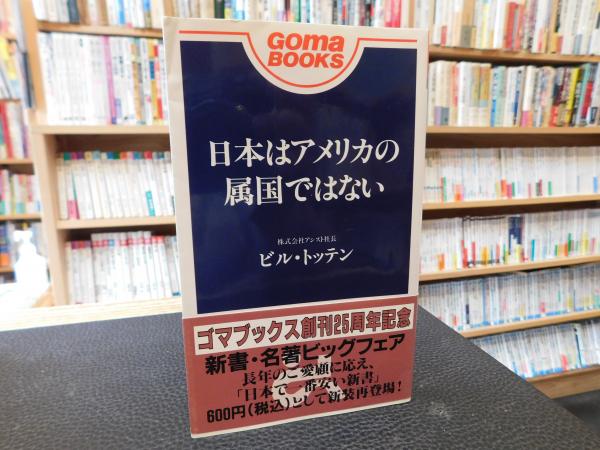 Goma
BOOKS
日本はアメリカの
属国ではない
株式会社アシスト社長
ビル・トッテン
ゴマブックス創刊25周年記念
新書・名著ビッグフェア
長年のご愛顧に応え、
「日本で一番安い新書」
600円(税込)として新装再登場!